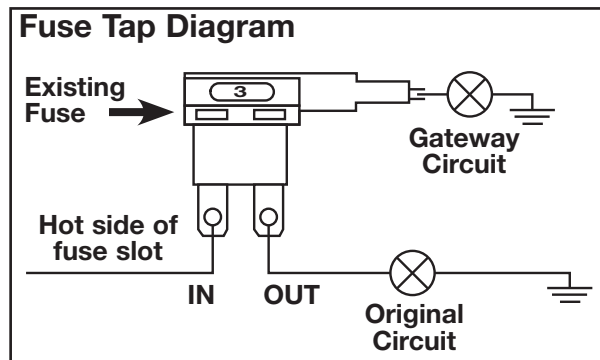 Fuse Tap Diagram
Existing
Fuse
3
Gateway
Circuit
Hot side of
fuse slot
IN
OUT
Original
Circuit